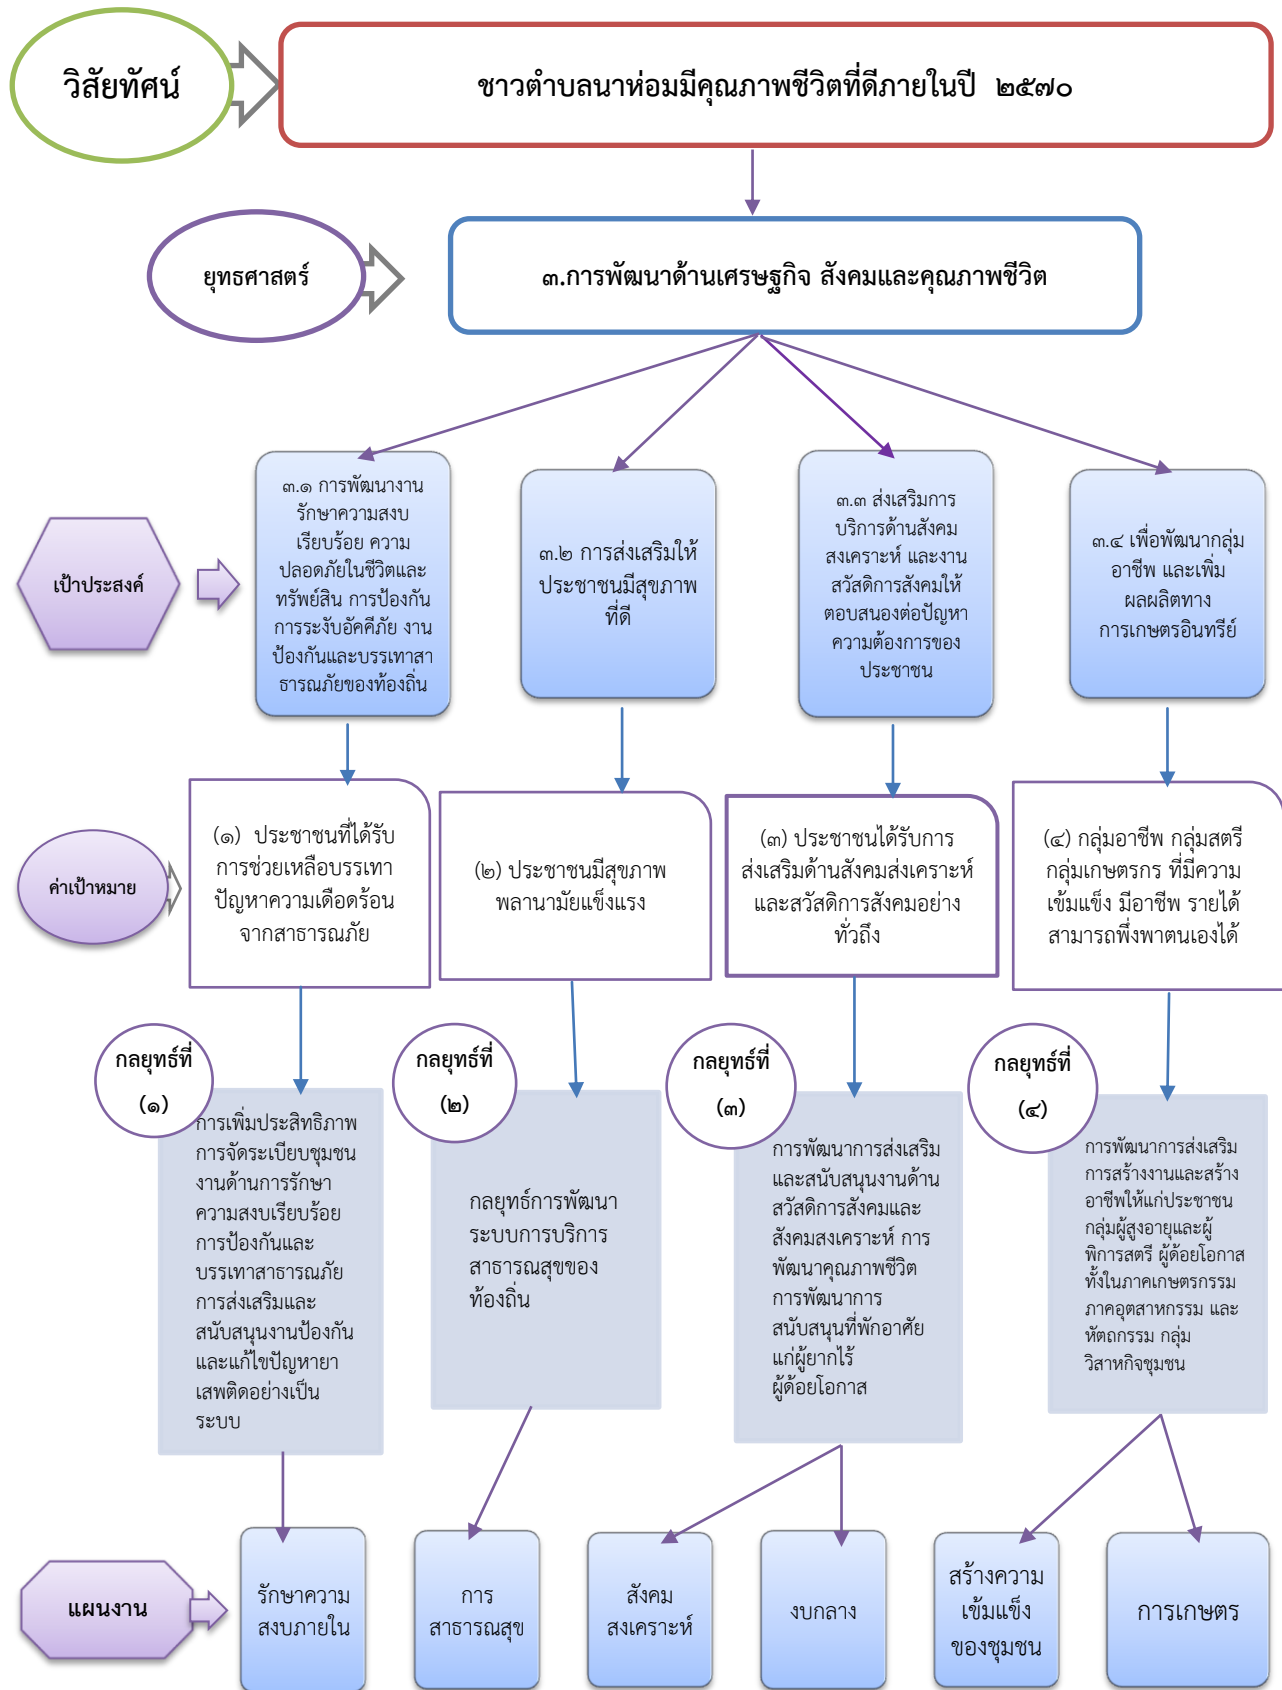 วิสัยทัศน์
ชาวตำบลนาห่อมมีคุณภาพชีวิตที่ดีภายในปี ๒๕๗๐
ยุทธศาสตร์
๓.การพัฒนาด้านเศรษฐกิจ สังคมและคุณภาพชีวิต
เป้าประสงค์
๓.๑ การพัฒนางาน
รักษาความสงบ
เรียบร้อย ความ
ปลอดภัยในชีวิตและ
ทรัพย์สิน การป้องกัน
การระงับอัคคีภัย งาน
ป้องกันและบรรเทาสา
ธารณภัยของท้องถิ่น
๓.๒ การส่งเสริมให้
ประชาชนมีสุขภาพ
ที่ดี
๓.๓ ส่งเสริมการ
บริการด้านสังคม
สงเคราะห์ และงาน
สวัสดิการสังคมให้
ตอบสนองต่อปัญหา
ความต้องการของ
ประชาชน
๓.๔ เพื่อพัฒนากลุ่ม
อาชีพ และเพิ่ม
ผลผลิตทาง
การเกษตรอินทรีย์
ค่าเป้าหมาย
(๑) ประชาชนที่ได้รับ
การช่วยเหลือบรรเทา
ปัญหาความเดือดร้อน
จากสาธารณภัย
(๒) ประชาชนมีสุขภาพ
พลานามัยแข็งแรง
(๓) ประชาชนได้รับการ
ส่งเสริมด้านสังคมส่งเคราะห์
และสวัสดิการสังคมอย่าง
ทั่วถึง
(๔) กลุ่มอาชีพ กลุ่มสตรี
กลุ่มเกษตรกร ที่มีความ
เข้มแข็ง มีอาชีพ รายได้
สามารถพึ่งพาตนเองได้
กลยุทธ์ที่
(๑)
การเพิ่มประสิทธิภาพ
การจัดระเบียบชุมชน
งานด้านการรักษา
ความสงบเรียบร้อย
การป้องกันและ
บรรเทาสาธารณภัย
การส่งเสริมและ
สนับสนุนงานป้องกัน
และแก้ไขปัญหายา
เสพติดอย่างเป็น
ระบบ
กลยุทธ์ที่
(๒)
กลยุทธ์การพัฒนา
ระบบการบริการ
สาธารณสุขของ
ท้องถิ่น
กลยุทธ์ที่
(๓)
การพัฒนาการส่งเสริม
และสนับสนุนงานด้าน
สวัสดิการสังคมและ
สังคมสงเคราะห์ การ
พัฒนาคุณภาพชีวิต
การพัฒนาการ
สนับสนุนที่พักอาศัย
แก่ผู้ยากไร้
ผู้ด้อยโอกาส
กลยุทธ์ที่
(๔)
การพัฒนาการส่งเสริม
การสร้างงานและสร้าง
อาชีพให้แก่ประชาชน
กลุ่มผู้สูงอายุและผู้
พิการสตรี ผู้ด้อยโอกาส
ทั้งในภาคเกษตรกรรม
ภาคอุตสาหกรรม และ
หัตถกรรม กลุ่ม
วิสาหกิจชุมชน
แผนงาน
รักษาความ
สงบภายใน
การ
สาธารณสุข
สังคม
สงเคราะห์
งบกลาง
สร้างความ
เข้มแข็ง
ของชุมชน
การเกษตร